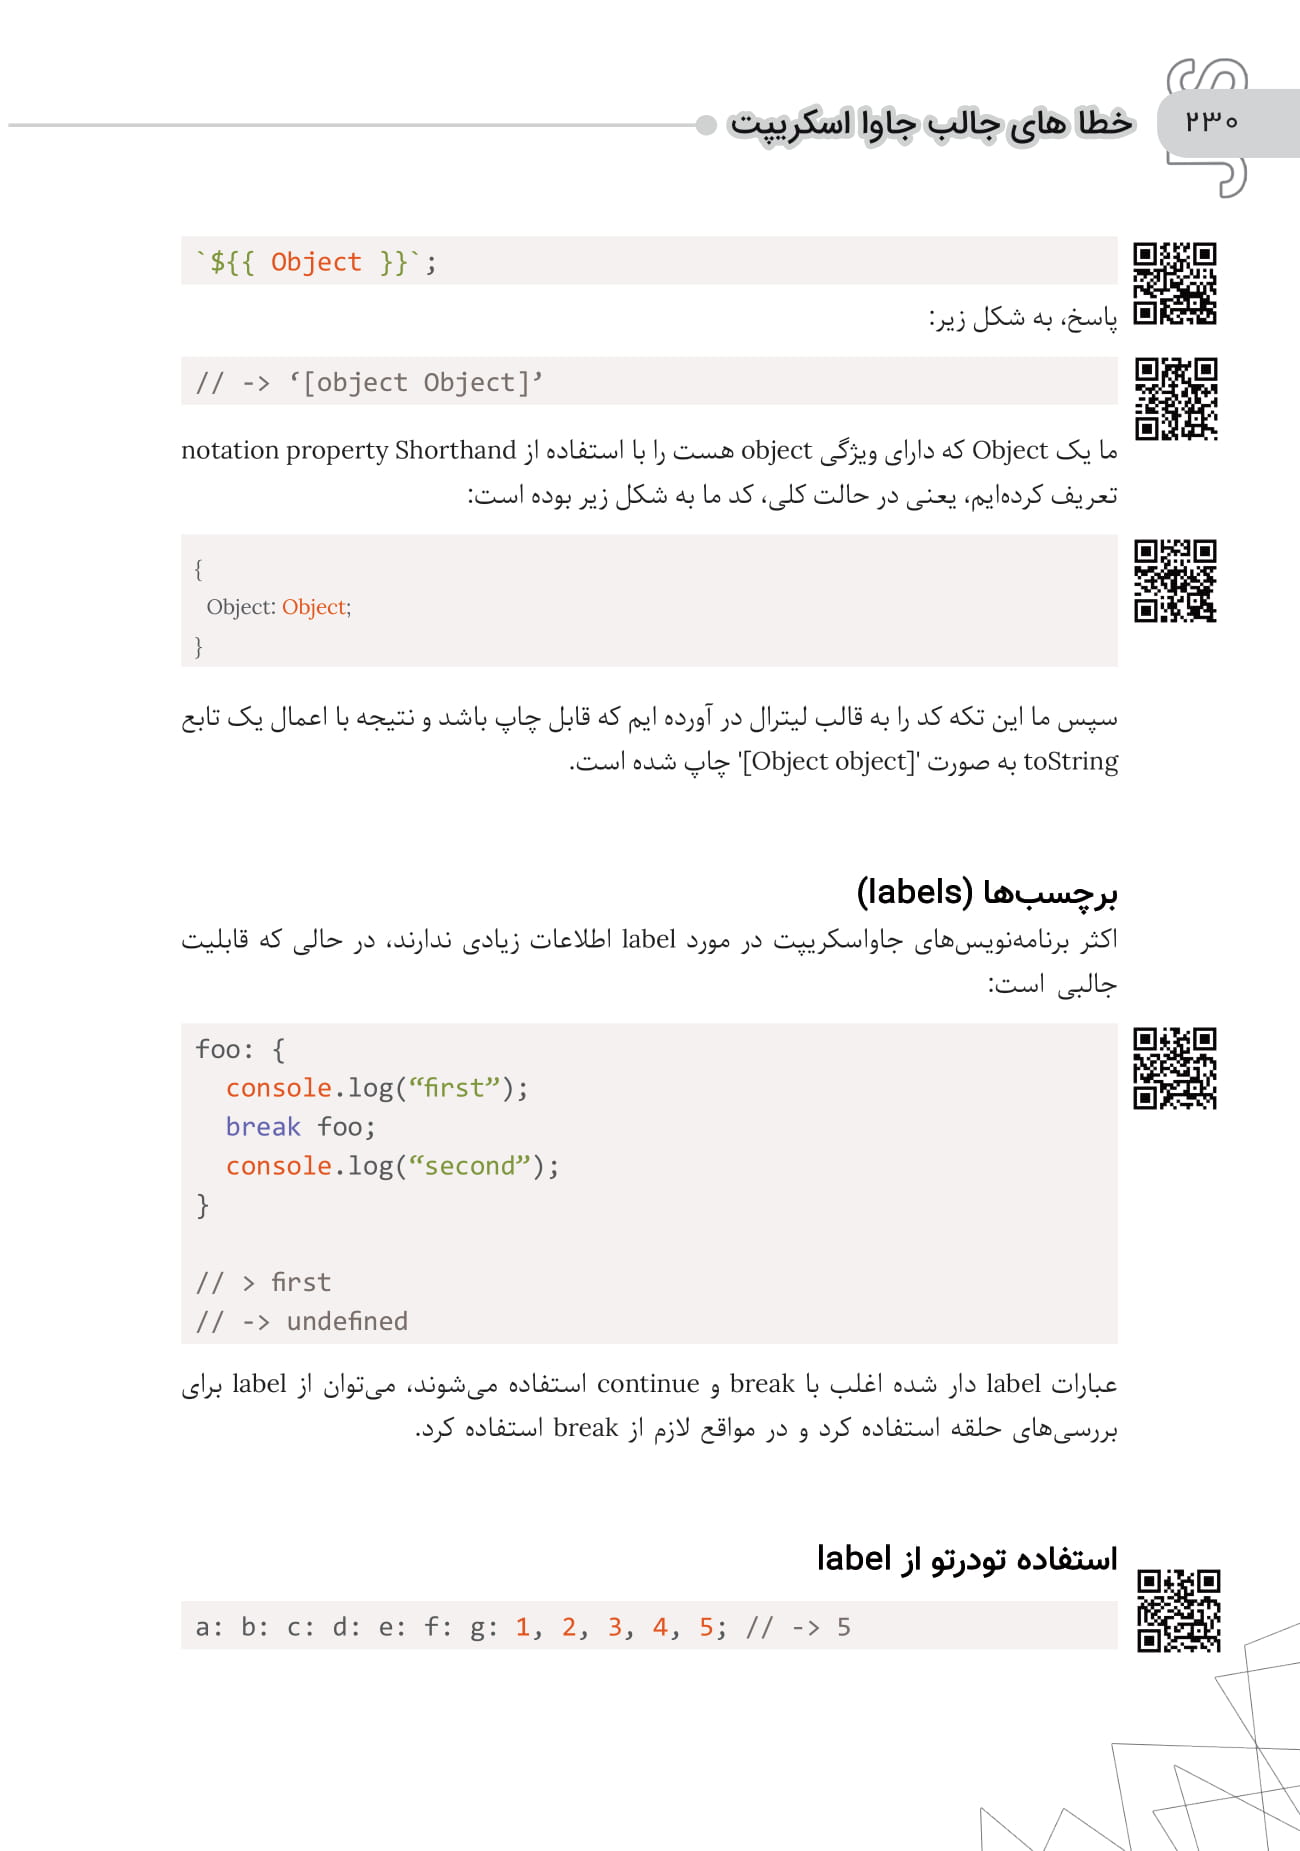 ۲۳۰
خطا های جالب جاوا اسکریپت
`${{ Object }}`;
پاسخ، به شکل زیر:
// -> ‘[object Object]’
ما یک Object که دارای ویژگی object هست را با استفاده از notation property Shorthand
تعریف کرده‌ایم، یعنی در حالت کلی، کد ما به شکل زیر بوده است:
{
Object: Object;
}
سپس ما این تکه کد را به قالب لیترال در آورده ایم که قابل چاپ باشد و نتیجه با اعمال یک تابع
toString به صورت '[Object object]' چاپ شده است.
برچسب‌ها (labels)
اکثر برنامه‌نویس‌های جاواسکریپت در مورد label اطلاعات زیادی ندارند، در حالی که قابلیت
جالبی است:
foo: {
console.log(“first”);
break foo;
console.log(“second”);
}
// > first
// -> undefined
عبارات label دار شده اغلب با break و continue استفاده می‌شوند، می‌توان از label برای
بررسی‌های حلقه استفاده کرد و در مواقع لازم از break استفاده کرد.
استفاده تودرتو از label
a: b: c: d: e: f: g: 1, 2, 3, 4, 5; // -> 5